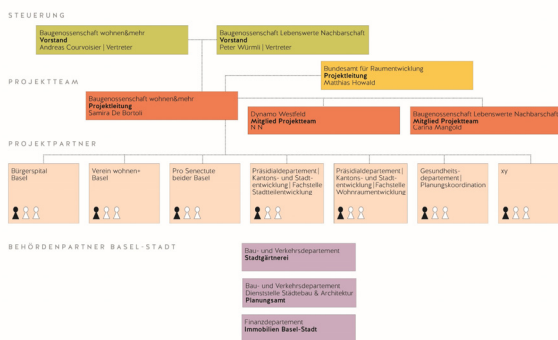 STEUERUNG
Baugenossenschaft wohnen&mehr
Vorstand
Andreas Courvoisier | Vertreter
Baugenossenschaft Lebenswerte Nachbarschaft
Vorstand
Peter Würmli | Vertreter
Bundesamt für Raumentwicklung
Projektleitung
Matthias Howald
PROJEKTTEAM
Baugenossenschaft wohnen&mehr
Projektleitung
Samira De Bortoli
Dynamo Westfeld
Mitglied Projektteam
N N
Baugenossenschaft Lebenswerte Nachbarschaft
Mitglied Projektteam
Carina Mangold
PROJEKTPARTNER
Bürgerspital
Basel
Verein wohnen+
Basel
Pro Senectute
beider Basel
Präsidialdepartement |
Kantons- und Stadt-
entwicklung | Fachstelle
Stadtteilentwicklung
Präsidialdepartement |
Kantons- und Stadt-
entwicklung | Fachstelle
Wohnraumentwicklung
Gesundheits-
departement |
Planungskoordination
xy
BEHÖRDENPARTNER BASEL-STADT
Bau- und Verkehrsdepartement
Stadtgärtnerei
Bau- und Verkehrsdepartement
Dienststelle Städtebau & Architektur
Planungsamt
Finanzdepartement
Immobilien Basel-Stadt